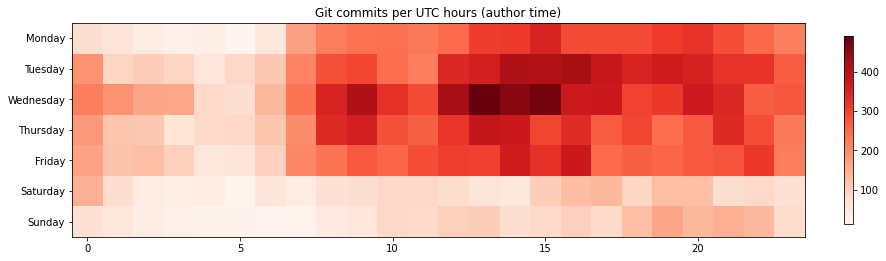 Git commits per UTC hours (author time)
Monday
Tuesday
Wednesday
Thursday
Friday
Saturday
Sunday
0 5 10 15 20
400
300
200
100